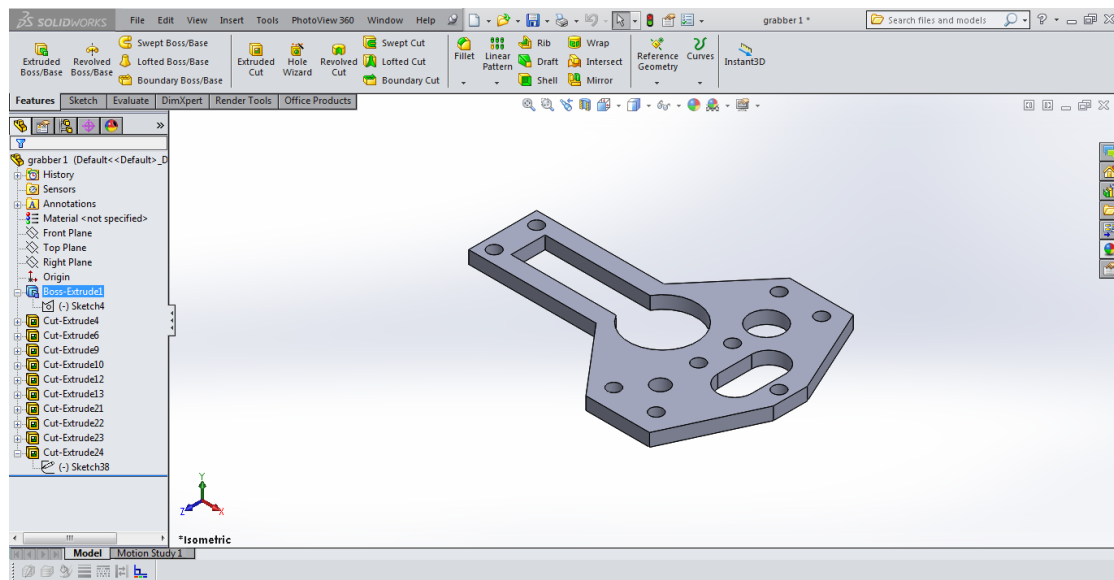 SOLIDWORKS File Edit View Insert Tools PhotoView 360 Window Help grabber 1 * Search files and models
Extruded Boss/Base
Revolved Boss/Base
Swept Boss/Base
Lofted Boss/Base
Boundary Boss/Base
Extruded Cut
Hole Wizard
Revolved Cut
Swept Cut
Lofted Cut
Boundary Cut
Fillet
Linear Pattern
Rib
Draft
Shell
Wrap
Intersect
Mirror
Reference Geometry
Curves
Instant3D
Features Sketch Evaluate DimXpert Render Tools Office Products
grabber 1 (Default<<Default>_D
History
Sensors
Annotations
Material <not specified>
Front Plane
Top Plane
Right Plane
Origin
Boss-Extrude1
(-) Sketch4
Cut-Extrude4
Cut-Extrude6
Cut-Extrude9
Cut-Extrude10
Cut-Extrude12
Cut-Extrude13
Cut-Extrude21
Cut-Extrude22
Cut-Extrude23
Cut-Extrude24
(-) Sketch38
Y
Z X
*Isometric
Model Motion Study 1